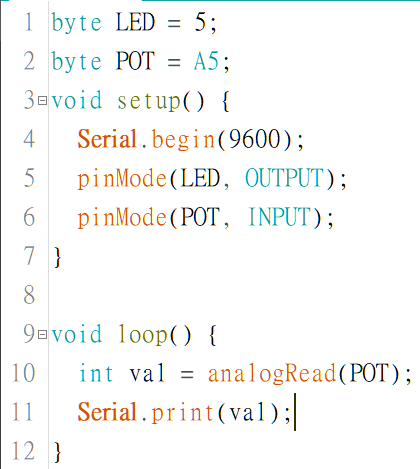 1 byte LED = 5;
2 byte POT = A5;
3 void setup() {
4 Serial.begin(9600);
5 pinMode(LED, OUTPUT);
6 pinMode(POT, INPUT);
7 }
8
9 void loop() {
10 int val = analogRead(POT);
11 Serial.print(val);
12 }